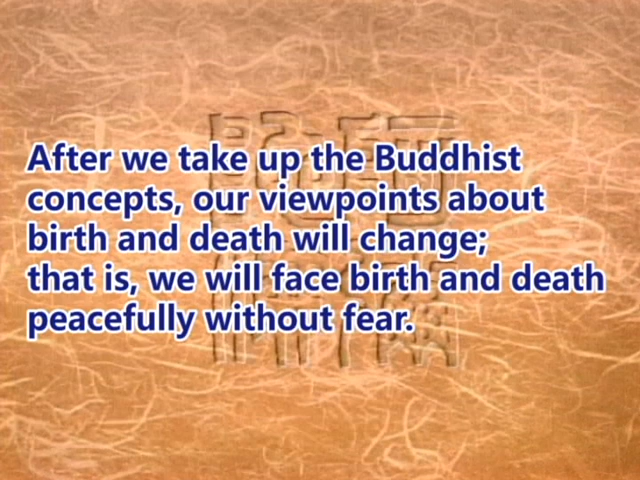 After we take up the Buddhist
concepts, our viewpoints about
birth and death will change;
that is, we will face birth and death
peacefully without fear.